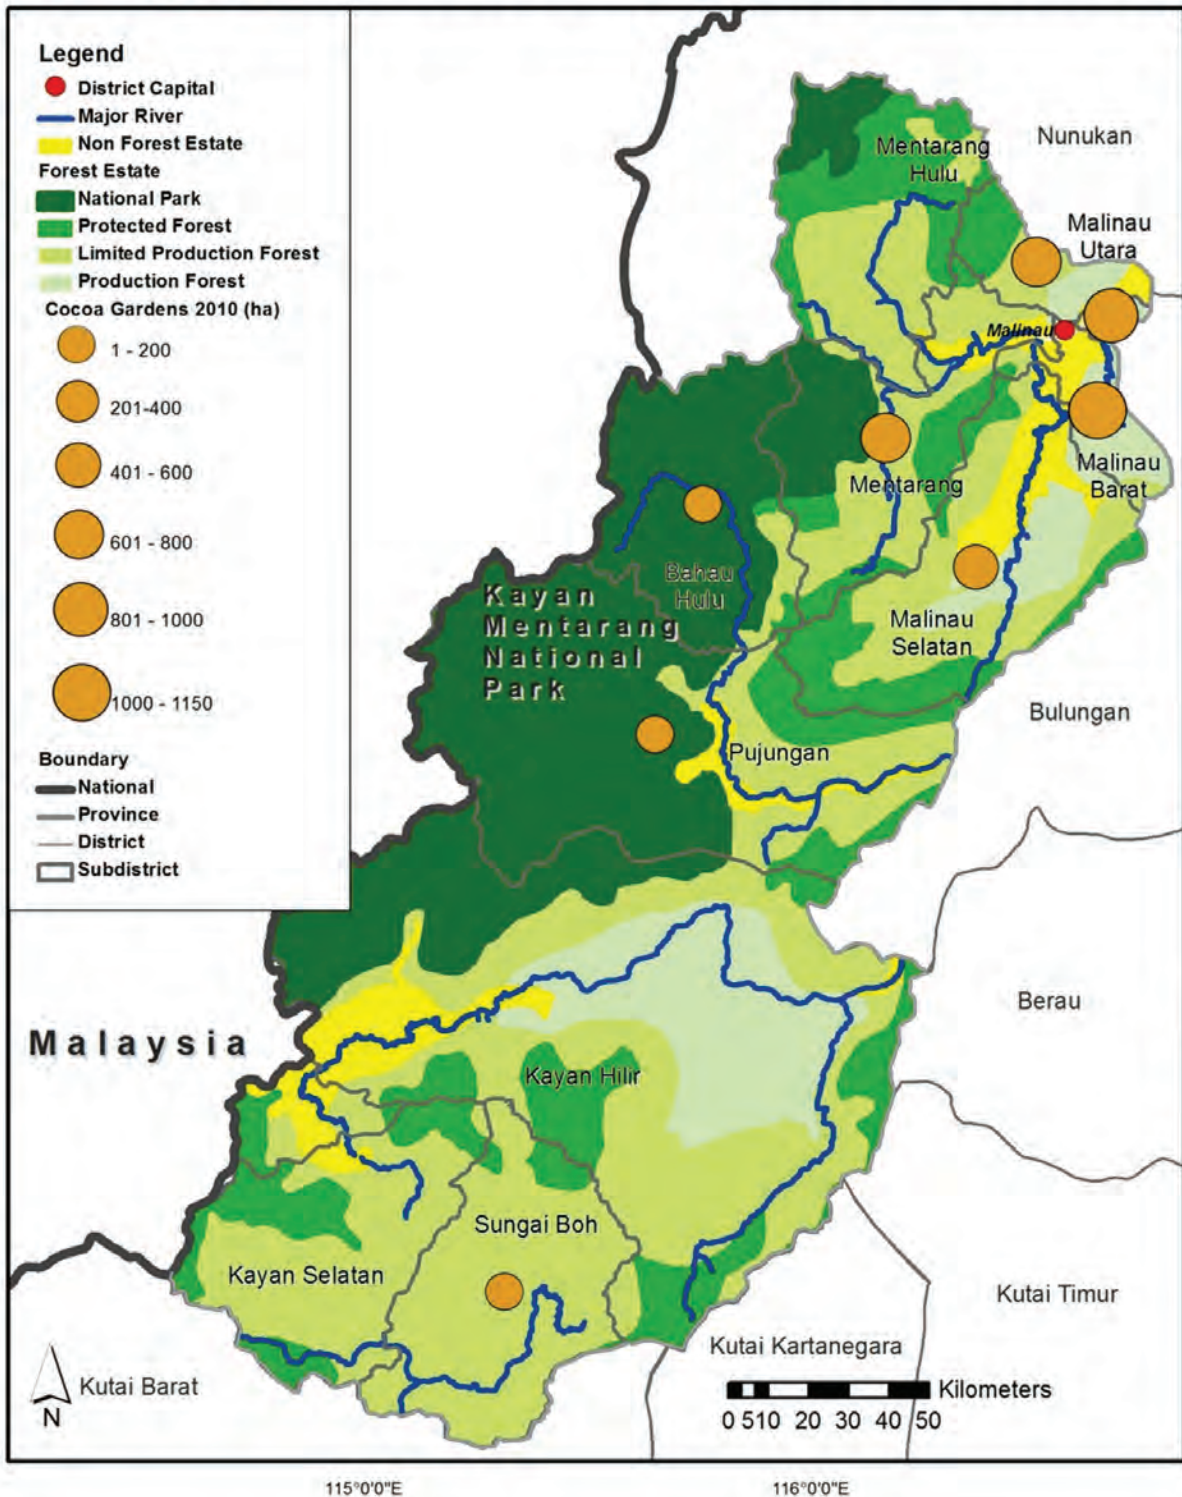 Legend
District Capital
Major River
Non Forest Estate
Forest Estate
National Park
Protected Forest
Limited Production Forest
Production Forest
Cocoa Gardens 2010 (ha)
1 - 200
201-400
401 - 600
601 - 800
801 - 1000
1000 - 1150
Boundary
National
Province
District
Subdistrict
Nunukan
Mentarang
Hulu
Malinau
Utara
Malinau
Malinau
Barat
Mentarang
Bahau
Hulu
Kayan
Mentarang
National
Park
Malinau
Selatan
Bulungan
Pujungan
Berau
Malaysia
Kayan Hilir
Sungai Boh
Kayan Selatan
Kutai Timur
Kutai Kartanegara
Kutai Barat
N
Kilometers
0 5 10 20 30 40 50
115°0'0"E
116°0'0"E